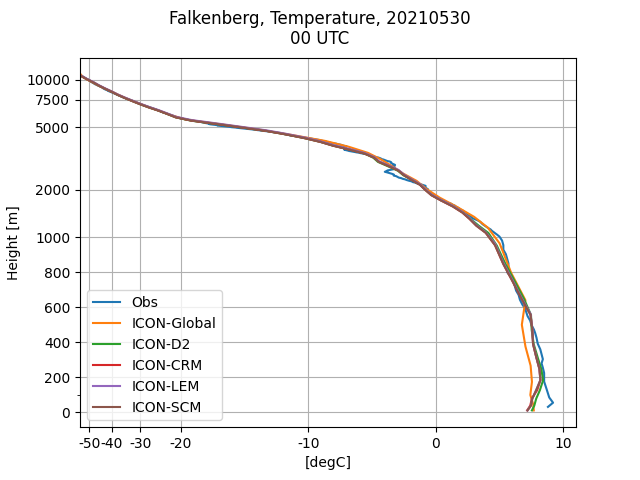 Falkenberg, Temperature, 20210530
00 UTC
Height [m]
10000
7500
5000
2000
1000
800
600
400
200
0
Obs
ICON-Global
ICON-D2
ICON-CRM
ICON-LEM
ICON-SCM
-50 -40 -30 -20 -10 0 10
[degC]